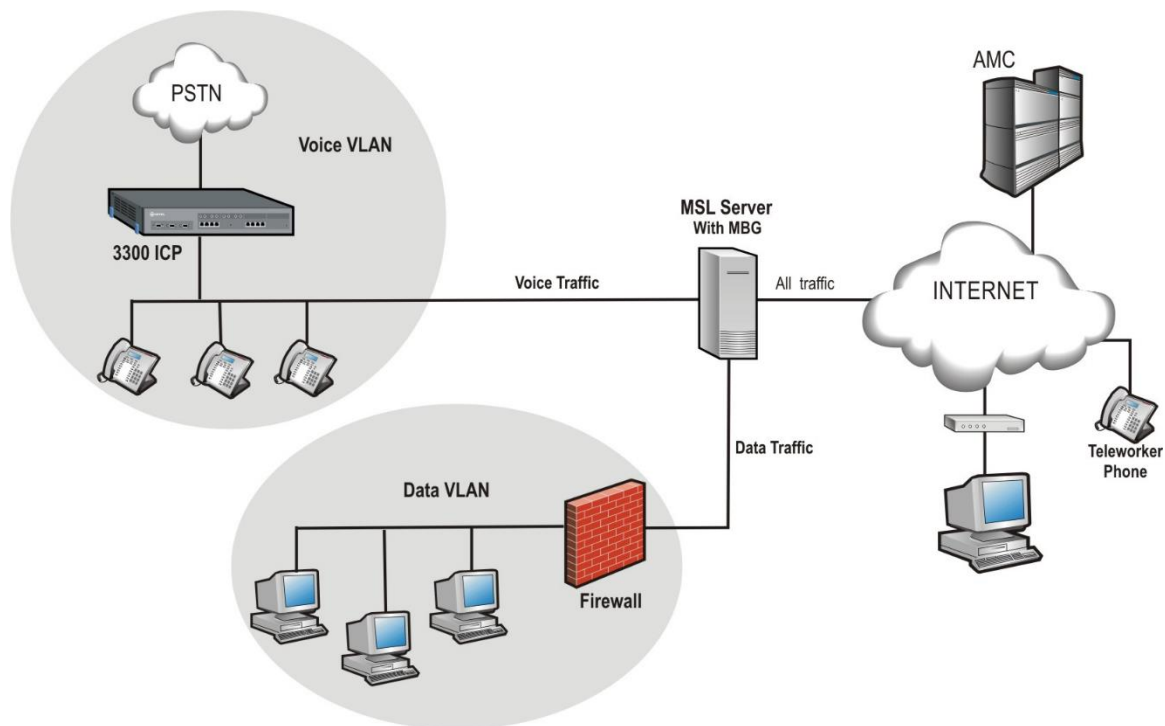 PSTN
Voice VLAN
3300 ICP
AMC
MSL Server
With MBG
Voice Traffic
All traffic
INTERNET
Data Traffic
Teleworker
Phone
Data VLAN
Firewall